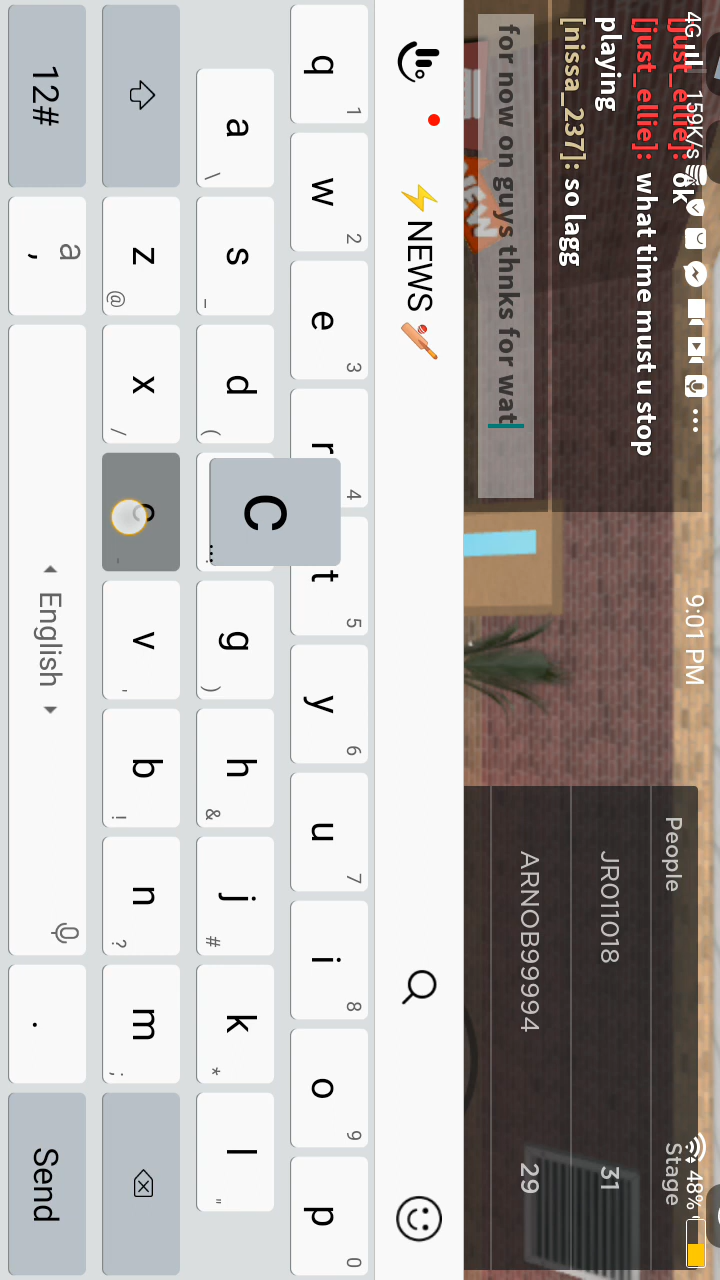 4G 159K/s ... 9:01 PM 48%
[just_ellie]: ok
[just_ellie]: what time must u stop
playing
[nissa_237]: so lagg
for now on guys thnks for wat
People Stage
JR011018 31
ARNOB99994 29
NEW
⚡NEWS🏏
q 1 w 2 e 3 r 4 t 5 y 6 u 7 i 8 o 9 p 0
a \ s _ d ( C ... g ) h & j # k * l "
z @ x / c - v ' b ! n ? m ;
12# a , English . Send